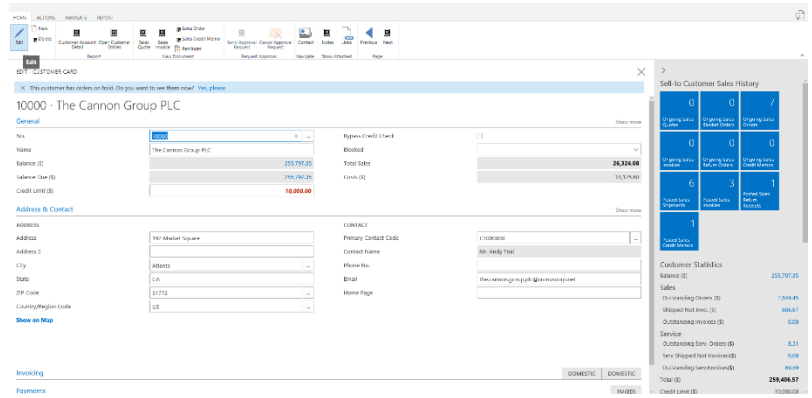 HOME ACTIONS NAVIGATE REPORT
Edit
New
Delete
Customer Account Detail
Open Customer Entries
Sales Quote
Sales Invoice
Sales Order
Sales Credit Memo
Reminder
Send Approval Request
Cancel Approval Request
Contact
Notes
Links
Previous
Next
Report
New Document
Request Approval
Navigate
Show Attached
Page
Edit
EDIT - CUSTOMER CARD
This customer has orders on hold. Do you want to see them now? Yes, please
10000 · The Cannon Group PLC
General
Show more
No. 10000
Name The Cannon Group PLC
Balance ($) 255,797.35
Balance Due ($) 255,797.35
Credit Limit ($) 10,000.00
Bypass Credit Check
Blocked
Total Sales 26,324.08
Costs ($)
Address & Contact
Show more
ADDRESS
Address 192 Market Square
Address 2
City Atlanta
State
ZIP Code 31772
Country/Region Code US
Show on Map
CONTACT
Primary Contact Code
Contact Name Mr. Andy Teal
Phone No.
Email
Home Page
Invoicing DOMESTIC DOMESTIC
Payments
Sell-to Customer Sales History
0 Ongoing Sales Quotes
0 Ongoing Sales Blanket Orders
7 Ongoing Sales Orders
0 Ongoing Sales Invoices
0 Ongoing Sales Return Orders
0 Ongoing Sales Credit Memos
6 Posted Sales Shipments
3 Posted Sales Invoices
1 Posted Sales Return Receipts
1 Posted Sales Credit Memos
Customer Statistics
Balance ($) 255,797.35
Sales
Outstanding Orders ($)
Shipped Not Invd. ($)
Outstanding Invoices ($) 0.00
Service
Outstanding Serv. Orders ($) 8.31
Serv Shipped Not Invoiced($) 0.00
Outstanding Serv.Invoices($)
Total ($) 259,406.57
Credit Limit ($) 10,000.00